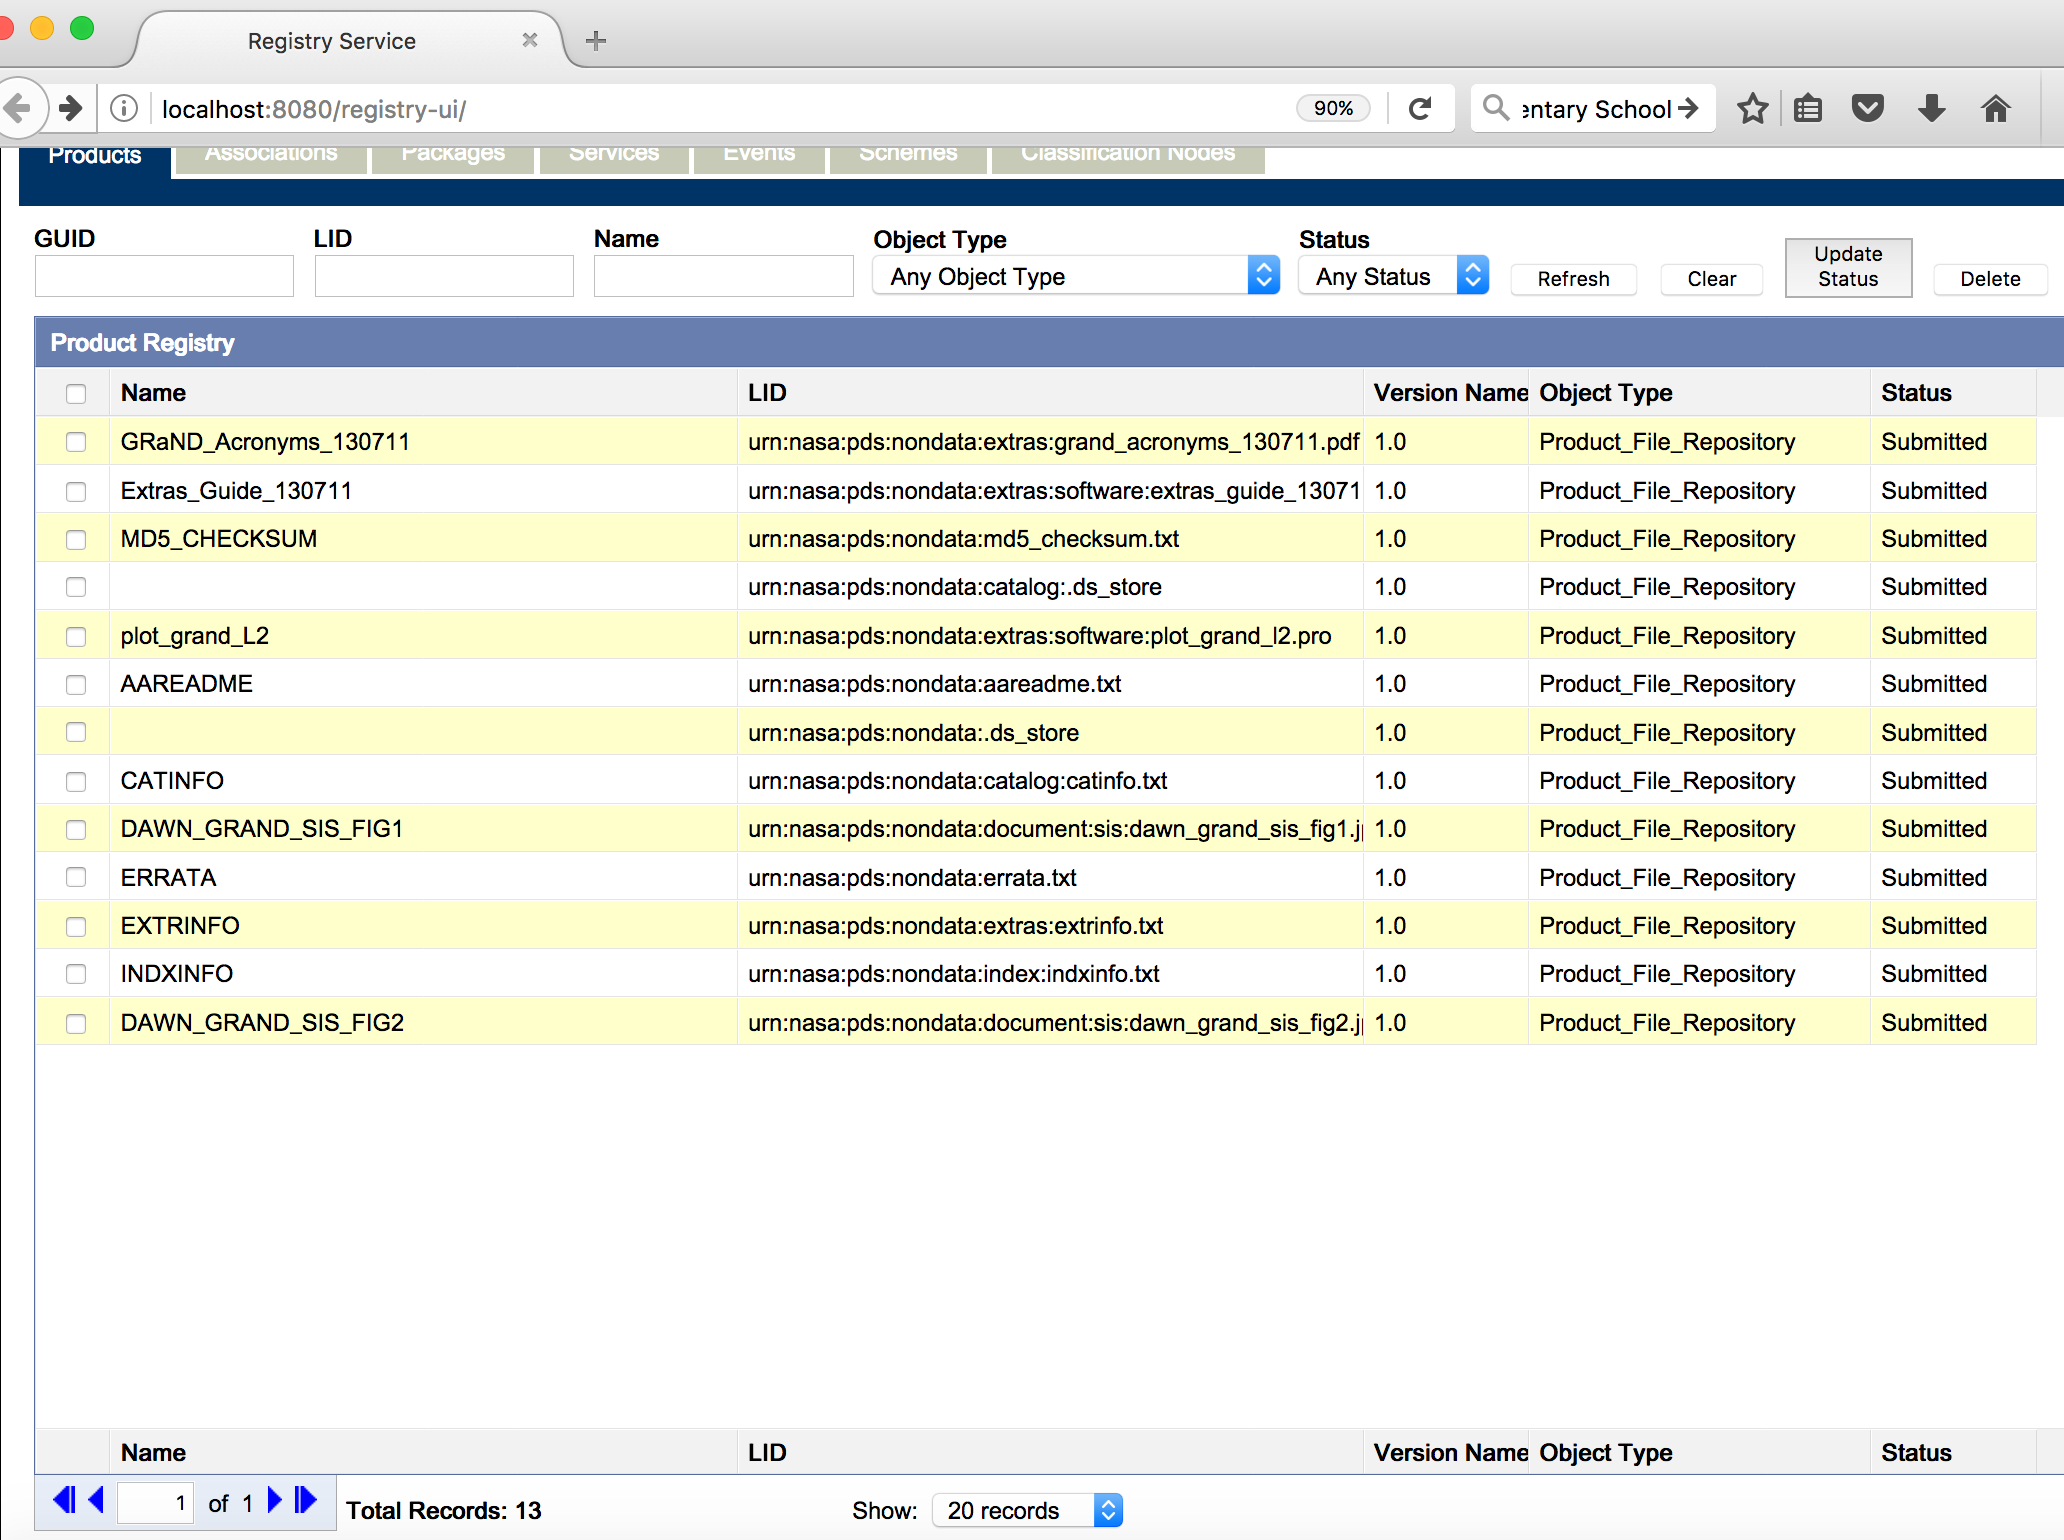 Registry Service
localhost:8080/registry-ui/
90%
entary School
Products Associations Packages Services Events Schemes Classification Nodes
GUID LID Name Object Type Status
Any Object Type Any Status Refresh Clear Update Status Delete
Product Registry
Name LID Version Name Object Type Status
GRaND_Acronyms_130711 urn:nasa:pds:nondata:extras:grand_acronyms_130711.pdf 1.0 Product_File_Repository Submitted
Extras_Guide_130711 urn:nasa:pds:nondata:extras:software:extras_guide_13071 1.0 Product_File_Repository Submitted
MD5_CHECKSUM urn:nasa:pds:nondata:md5_checksum.txt 1.0 Product_File_Repository Submitted
urn:nasa:pds:nondata:catalog:.ds_store 1.0 Product_File_Repository Submitted
plot_grand_L2 urn:nasa:pds:nondata:extras:software:plot_grand_l2.pro 1.0 Product_File_Repository Submitted
AAREADME urn:nasa:pds:nondata:aareadme.txt 1.0 Product_File_Repository Submitted
urn:nasa:pds:nondata:.ds_store 1.0 Product_File_Repository Submitted
CATINFO urn:nasa:pds:nondata:catalog:catinfo.txt 1.0 Product_File_Repository Submitted
DAWN_GRAND_SIS_FIG1 urn:nasa:pds:nondata:document:sis:dawn_grand_sis_fig1.j 1.0 Product_File_Repository Submitted
ERRATA urn:nasa:pds:nondata:errata.txt 1.0 Product_File_Repository Submitted
EXTRINFO urn:nasa:pds:nondata:extras:extrinfo.txt 1.0 Product_File_Repository Submitted
INDXINFO urn:nasa:pds:nondata:index:indxinfo.txt 1.0 Product_File_Repository Submitted
DAWN_GRAND_SIS_FIG2 urn:nasa:pds:nondata:document:sis:dawn_grand_sis_fig2.j 1.0 Product_File_Repository Submitted
Name LID Version Name Object Type Status
1 of 1 Total Records: 13 Show: 20 records